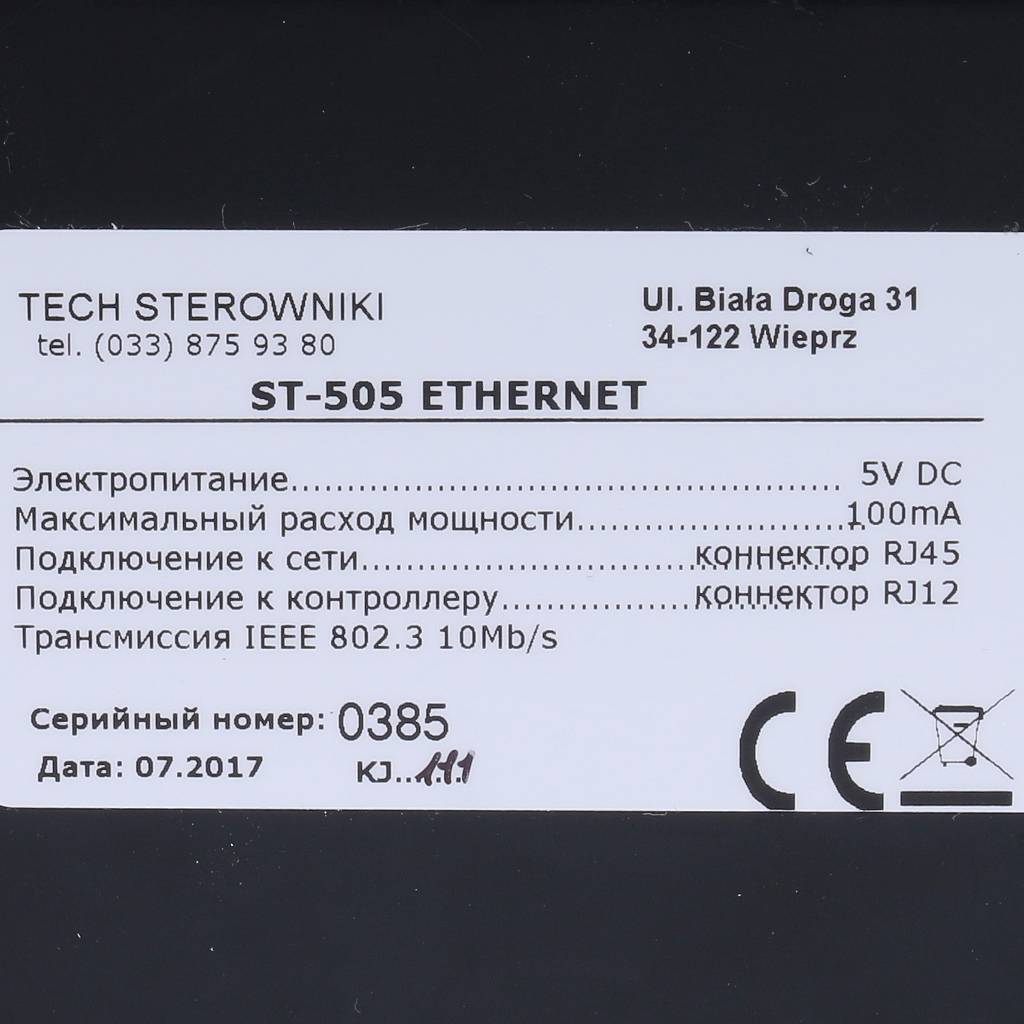 TECH STEROWNIKI
tel. (033) 875 93 80
Ul. Biała Droga 31
34-122 Wieprz
ST-505 ETHERNET
Электропитание.......................................................... 5V DC
Максимальный расход мощности............................100mA
Подключение к сети...................................коннектор RJ45
Подключение к контроллеру....................коннектор RJ12
Трансмиссия IEEE 802.3 10Mb/s
Серийный номер: 0385
Дата: 07.2017 KJ..111
CE